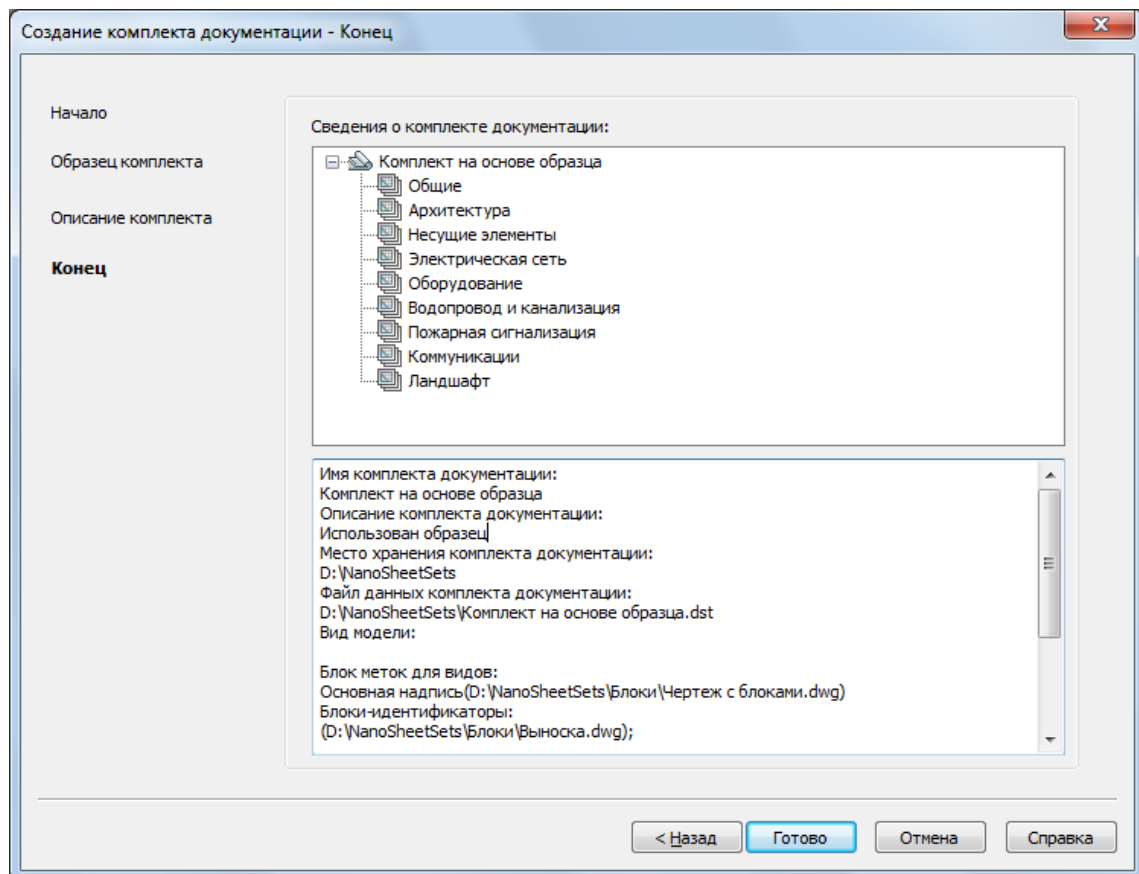 Создание комплекта документации - Конец
Начало
Образец комплекта
Описание комплекта
Конец
Сведения о комплекте документации:
Комплект на основе образца
Общие
Архитектура
Несущие элементы
Электрическая сеть
Оборудование
Водопровод и канализация
Пожарная сигнализация
Коммуникации
Ландшафт
Имя комплекта документации:
Комплект на основе образца
Описание комплекта документации:
Использован образец
Место хранения комплекта документации:
D:\NanoSheetSets
Файл данных комплекта документации:
D:\NanoSheetSets\Комплект на основе образца.dst
Вид модели:
Блок меток для видов:
Основная надпись(D:\NanoSheetSets\Блоки\Чертеж с блоками.dwg)
Блоки-идентификаторы:
(D:\NanoSheetSets\Блоки\Выноска.dwg);
< Назад
Готово
Отмена
Справка